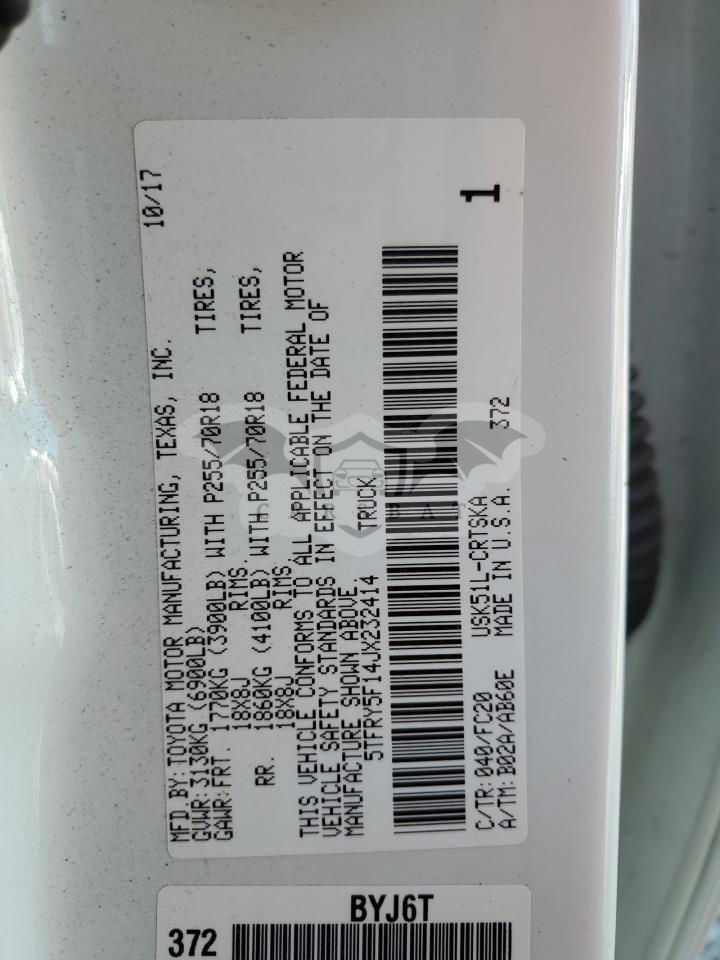 MFD BY: TOYOTA MOTOR MANUFACTURING, TEXAS, INC. 10/17
GVWR: 3130KG (6900LB)
GAWR: FRT. 1770KG (3900LB) WITH P255/70R18 TIRES,
18X8J RIMS.
RR. 1860KG (4100LB) WITH P255/70R18 TIRES,
18X8J RIMS.
THIS VEHICLE CONFORMS TO ALL APPLICABLE FEDERAL MOTOR
VEHICLE SAFETY STANDARDS IN EFFECT ON THE DATE OF
MANUFACTURE SHOWN ABOVE.
5TFRY5F14JX232414 TRUCK
1
C/TR: 040/FC20 USK51L-CRTSKA
A/TM: B02A/AB60E MADE IN U.S.A. 372
BYJ6T
372